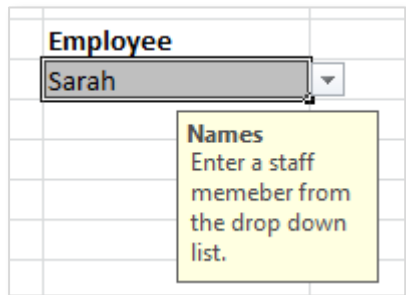 Employee
Sarah
Names
Enter a staff
memeber from
the drop down
list.